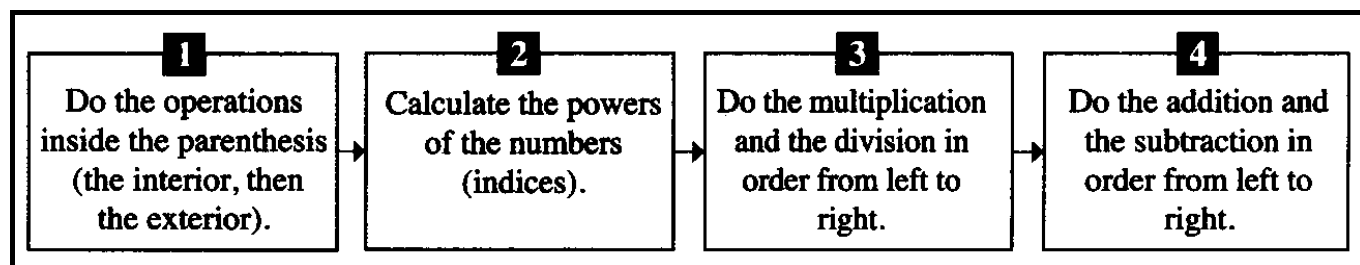 1
Do the operations
inside the parenthesis
(the interior, then
the exterior).
2
Calculate the powers
of the numbers
(indices).
3
Do the multiplication
and the division in
order from left to
right.
4
Do the addition and
the subtraction in
order from left to
right.